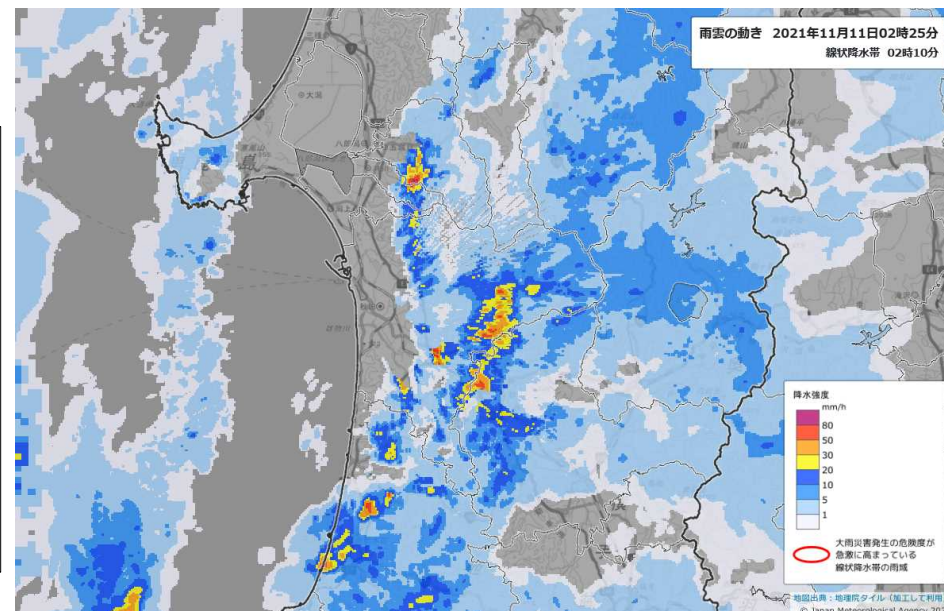 雨雲の動き 2021年11月11日02時25分
線状降水帯 02時10分
大潟
降水強度
mm/h
80
50
30
20
10
5
1
大雨災害発生の危険度が
急激に高まっている
線状降水帯の雨域
地図出典:地理院タイル(加工して利用
© Japan Meteorological Agency 20